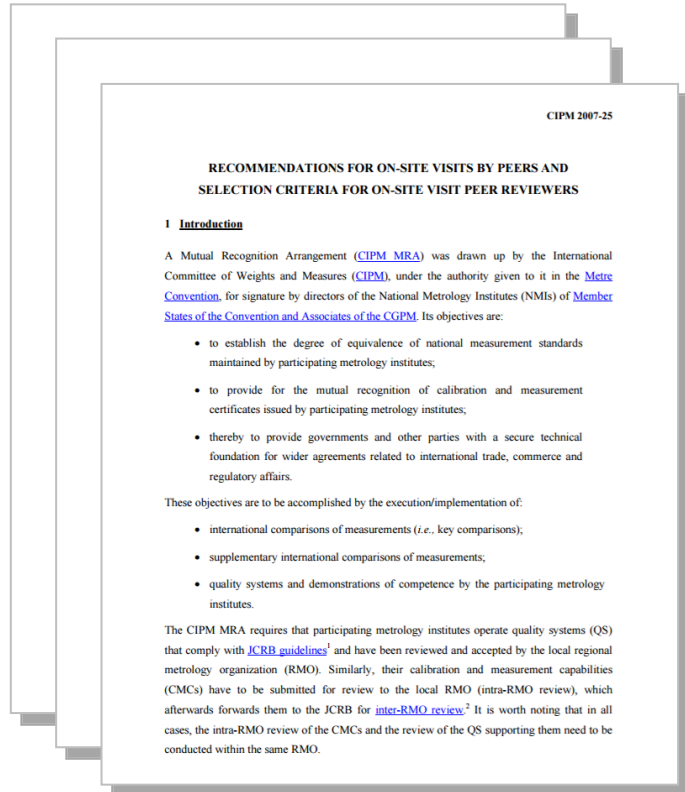 CIPM 2007-25
RECOMMENDATIONS FOR ON-SITE VISITS BY PEERS AND
SELECTION CRITERIA FOR ON-SITE VISIT PEER REVIEWERS
1 Introduction
A Mutual Recognition Arrangement (CIPM MRA) was drawn up by the International
Committee of Weights and Measures (CIPM), under the authority given to it in the Metre
Convention, for signature by directors of the National Metrology Institutes (NMIs) of Member
States of the Convention and Associates of the CGPM. Its objectives are:
• to establish the degree of equivalence of national measurement standards
maintained by participating metrology institutes;
• to provide for the mutual recognition of calibration and measurement
certificates issued by participating metrology institutes;
• thereby to provide governments and other parties with a secure technical
foundation for wider agreements related to international trade, commerce and
regulatory affairs.
These objectives are to be accomplished by the execution/implementation of:
• international comparisons of measurements (i.e., key comparisons);
• supplementary international comparisons of measurements;
• quality systems and demonstrations of competence by the participating metrology
institutes.
The CIPM MRA requires that participating metrology institutes operate quality systems (QS)
that comply with JCRB guidelines¹ and have been reviewed and accepted by the local regional
metrology organization (RMO). Similarly, their calibration and measurement capabilities
(CMCs) have to be submitted for review to the local RMO (intra-RMO review), which
afterwards forwards them to the JCRB for inter-RMO review.² It is worth noting that in all
cases, the intra-RMO review of the CMCs and the review of the QS supporting them need to be
conducted within the same RMO.